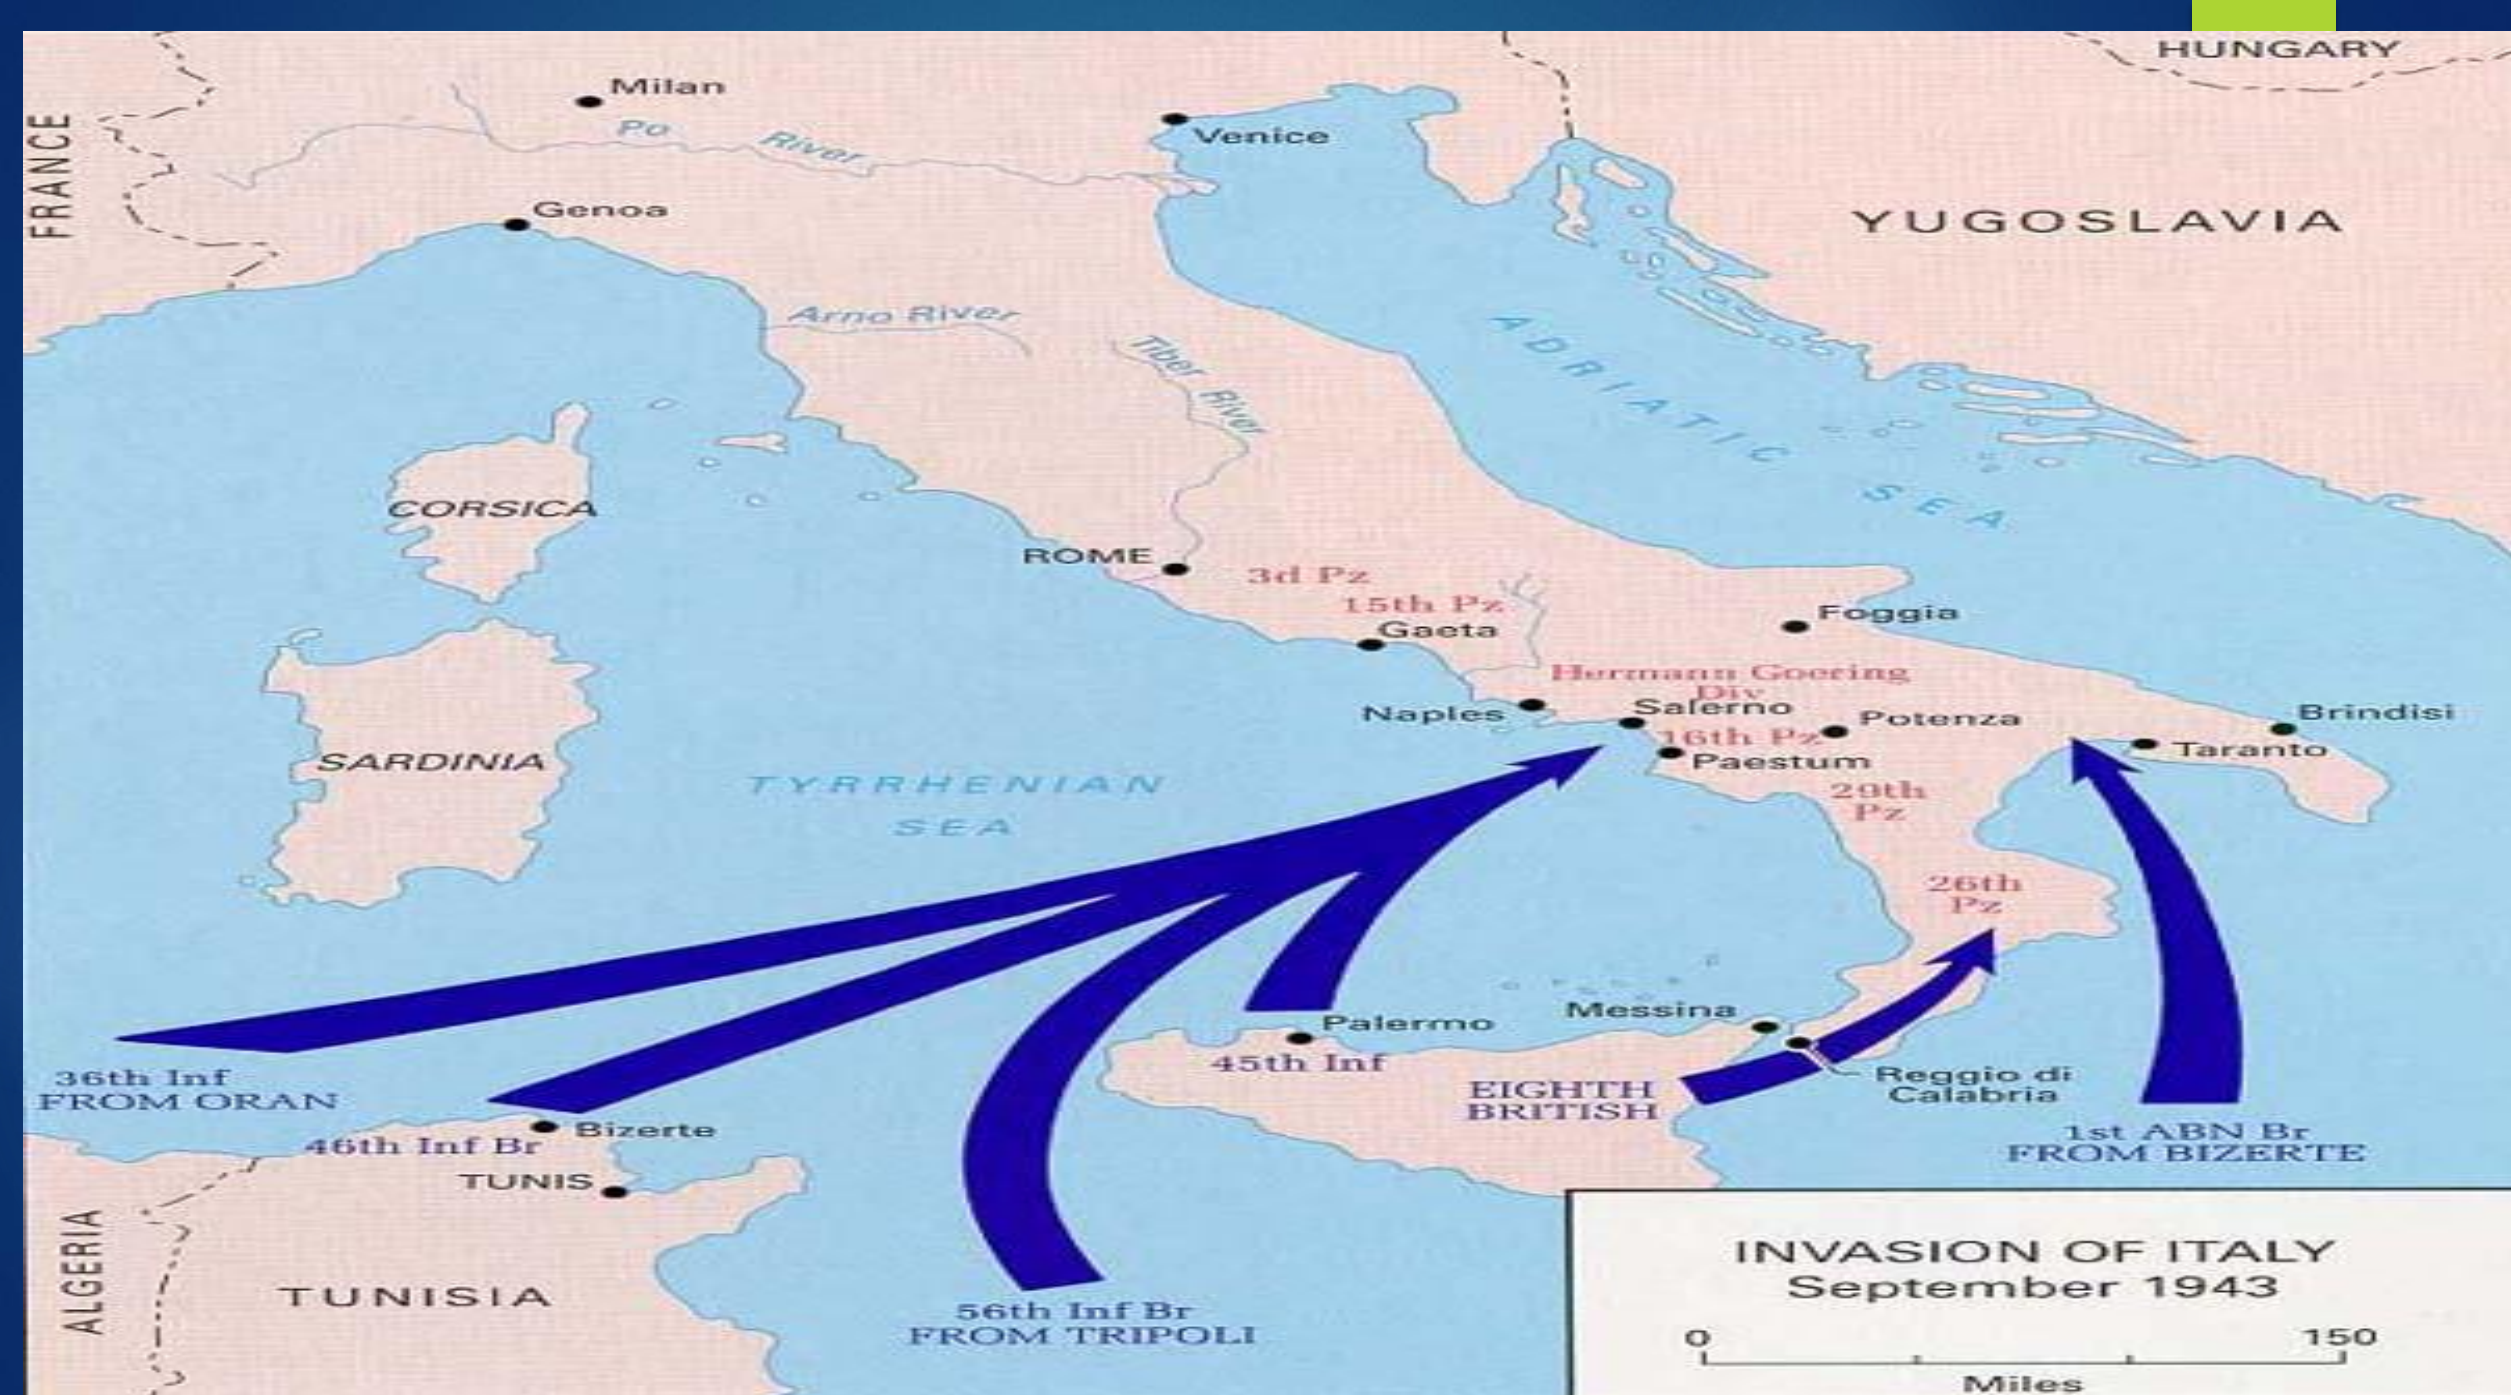 HUNGARY
Milan
Po River
Venice
FRANCE
Genoa
YUGOSLAVIA
Arno River
Tiber River
ADRIATIC SEA
CORSICA
ROME
3d Pz
15th Pz
Gaeta
Foggia
Hermann Goering
Div
Naples
Salerno
Potenza
Brindisi
16th Pz
Taranto
Paestum
SARDINIA
TYRRHENIAN
SEA
29th
Pz
26th
Pz
Messina
Palermo
45th Inf
36th Inf
FROM ORAN
EIGHTH
BRITISH
Reggio di
Calabria
Bizerte
46th Inf Br
TUNIS
1st ABN Br
FROM BIZERTE
ALGERIA
TUNISIA
56th Inf Br
FROM TRIPOLI
INVASION OF ITALY
September 1943
0 150
Miles